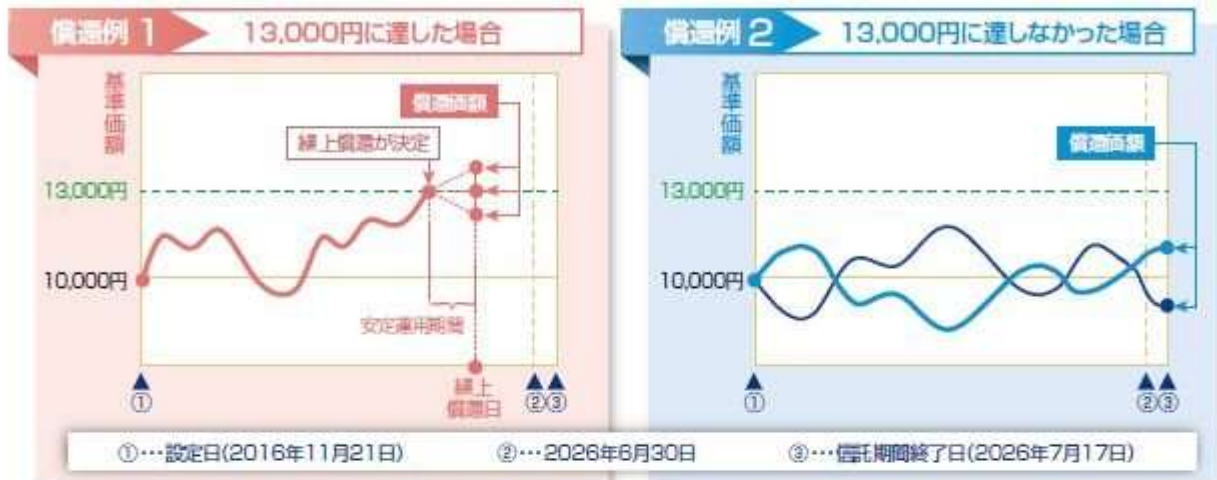 償還例 1 13,000円に達した場合
基準価額
償還価額
繰上償還が決定
13,000円
10,000円
安定運用期間
繰上
償還日
①
②③
償還例 2 13,000円に達しなかった場合
基準価額
償還価額
13,000円
10,000円
①
②③
①…設定日(2016年11月21日) ②…2026年6月30日 ③…信託期間終了日(2026年7月17日)